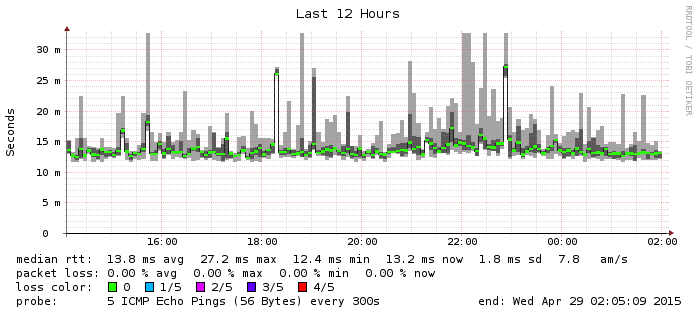 Last 12 Hours
RRDTOOL / TOBI OETIKER
Seconds
30 m
25 m
20 m
15 m
10 m
5 m
0
16:00 18:00 20:00 22:00 00:00 02:00
median rtt: 13.8 ms avg 27.2 ms max 12.4 ms min 13.2 ms now 1.8 ms sd 7.8 am/s
packet loss: 0.00 % avg 0.00 % max 0.00 % min 0.00 % now
loss color: 0 1/5 2/5 3/5 4/5
probe: 5 ICMP Echo Pings (56 Bytes) every 300s end: Wed Apr 29 02:05:09 2015